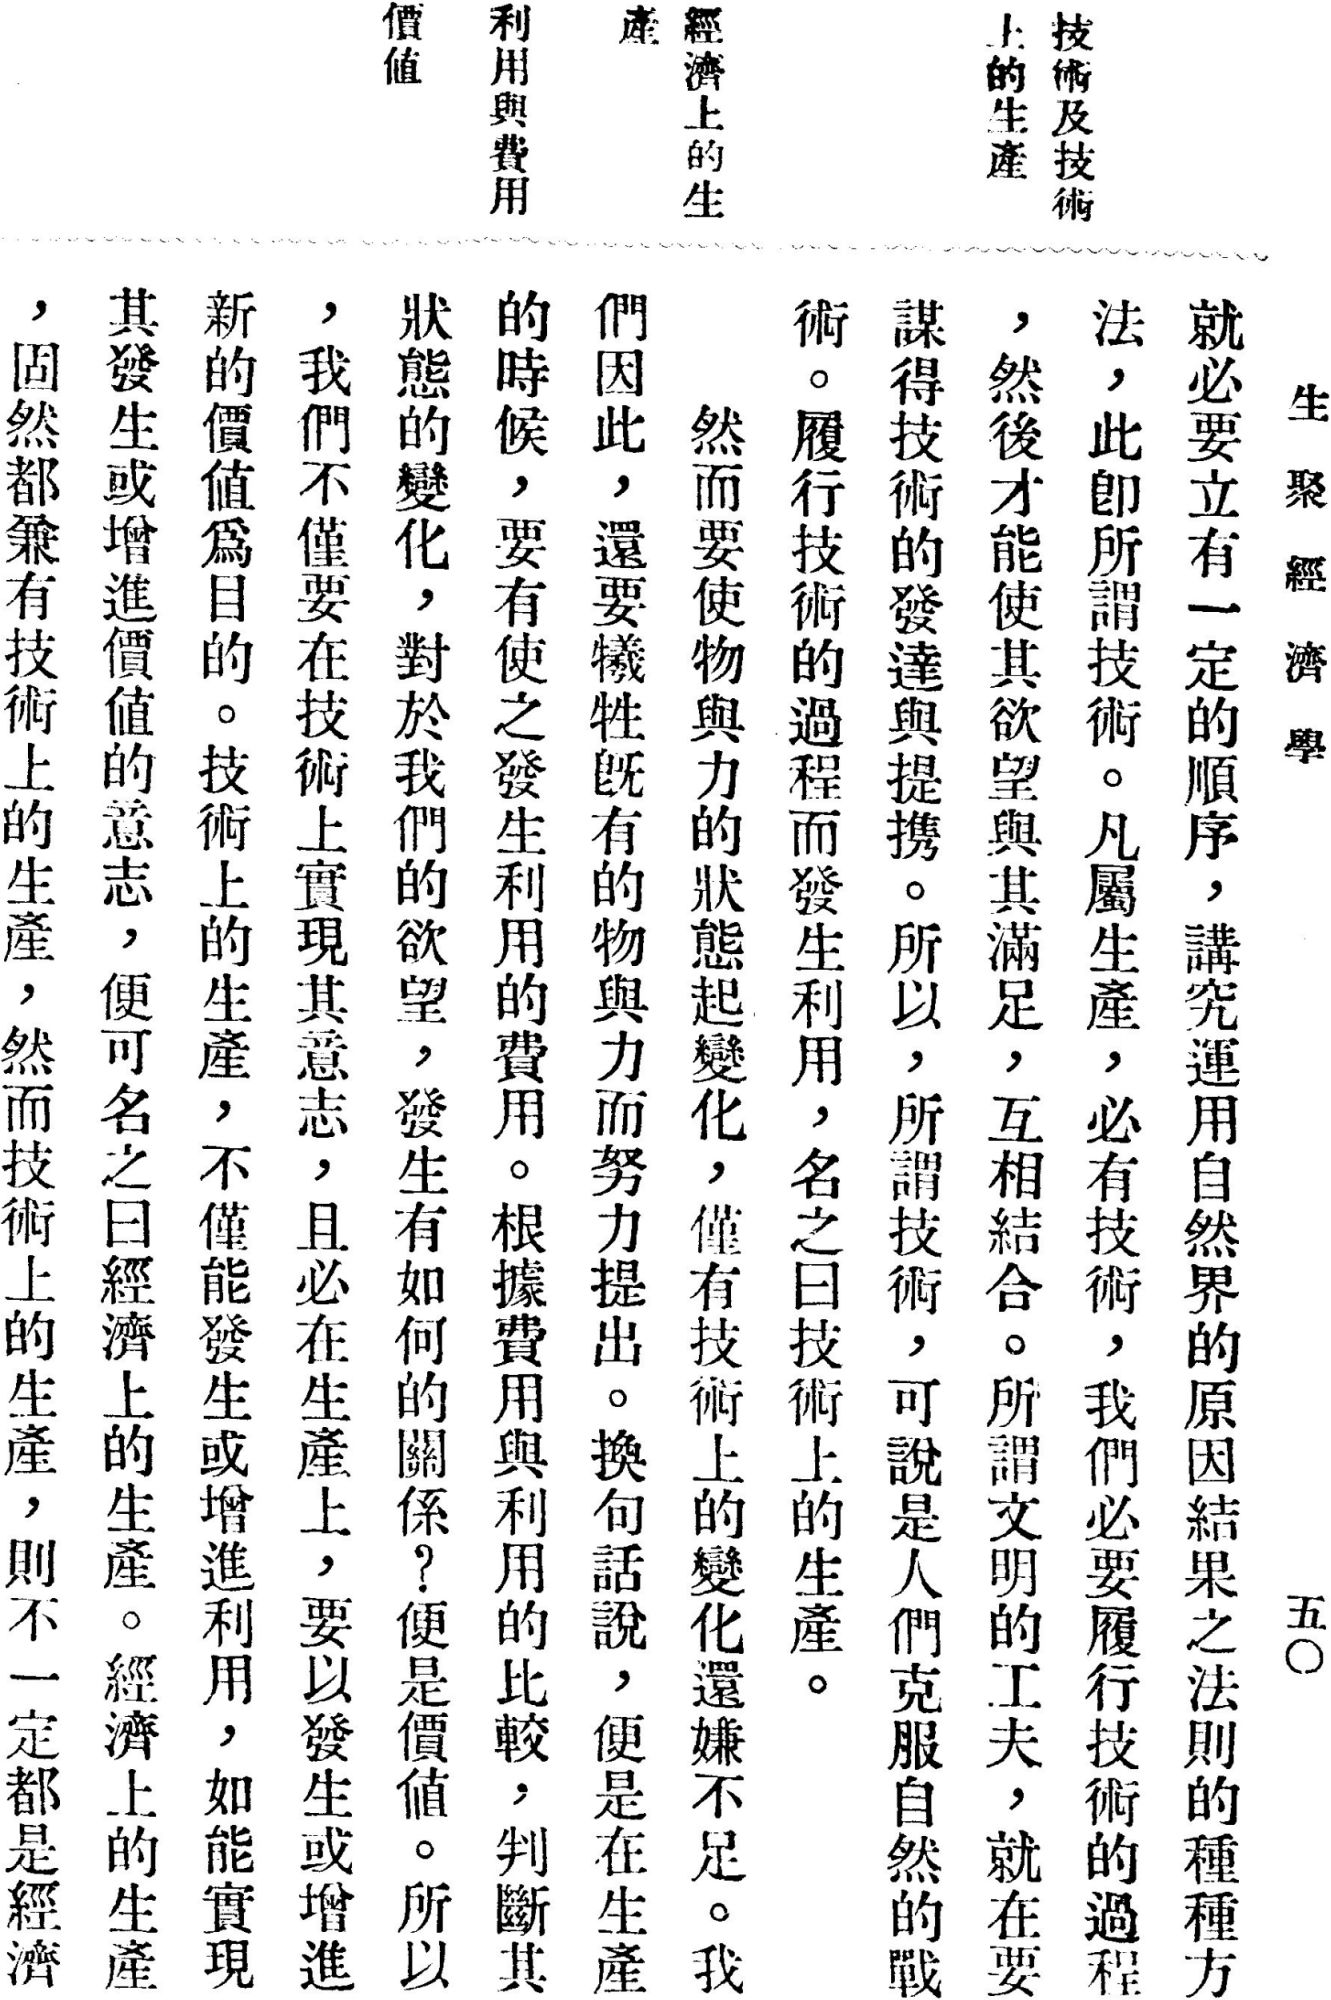 生聚經濟學
五〇
技術及技術
上的生產
經濟上的生
產
利用與費用
價値
就必要立有一定的順序，講究運用自然界的原因結果之法則的種種方
法，此卽所謂技術。凡屬生產，必有技術，我們必要履行技術的過程
，然後才能使其欲望與其滿足，互相結合。所謂文明的工夫，就在要
謀得技術的發達與提携。所以，所謂技術，可說是人們克服自然的戰
術。履行技術的過程而發生利用，名之曰技術上的生產。
然而要使物與力的狀態起變化，僅有技術上的變化還嫌不足。我
們因此，還要犧牲旣有的物與力而努力提出。換句話說，便是在生產
的時候，要有使之發生利用的費用。根據費用與利用的比較，判斷其
狀態的變化，對於我們的欲望，發生有如何的關係？便是價値。所以
，我們不僅要在技術上實現其意志，且必在生產上，要以發生或增進
新的價値爲目的。技術上的生產，不僅能發生或增進利用，如能實現
其發生或增進價値的意志，便可名之曰經濟上的生產。經濟上的生產
，固然都兼有技術上的生產，然而技術上的生產，則不一定都是經濟